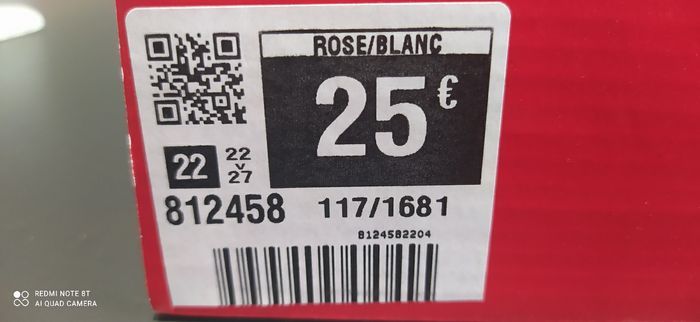 ROSE/BLANC
25€
22
22
v
27
812458
117/1681
8124582204
REDMI NOTE 8T
AI QUAD CAMERA